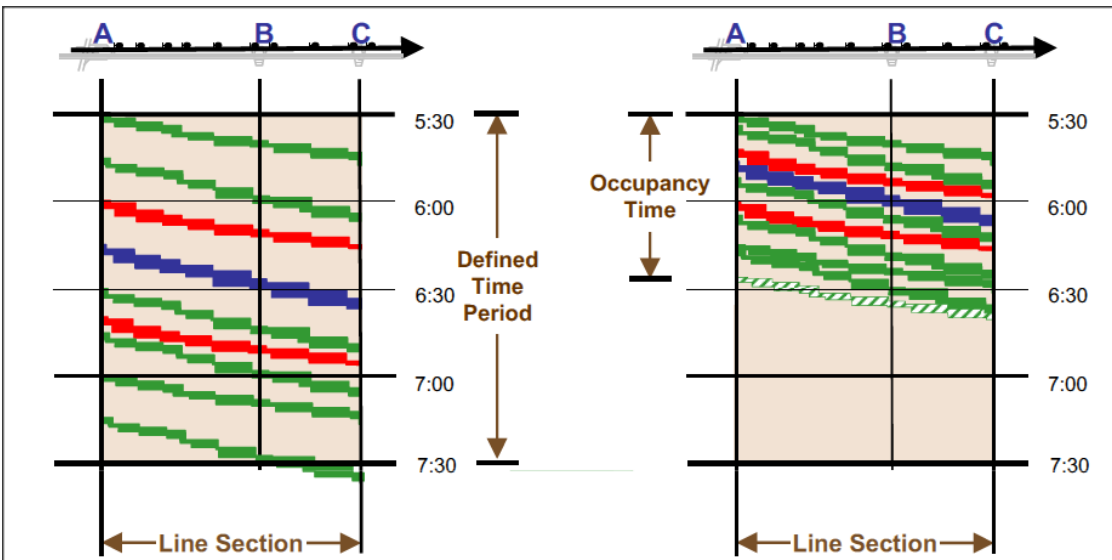 A B C
5:30
6:00
6:30
7:00
7:30
Defined
Time
Period
Line Section
A B C
5:30
6:00
6:30
7:00
7:30
Occupancy
Time
Line Section